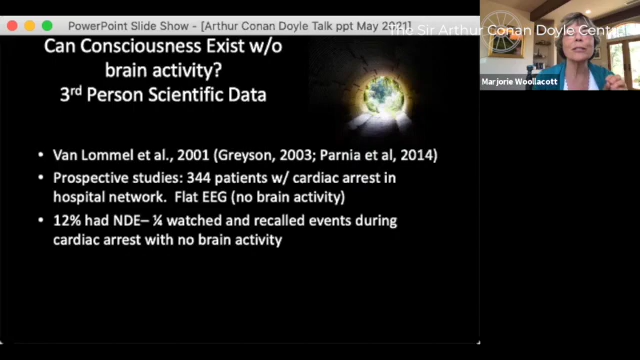 PowerPoint Slide Show - [Arthur Conan Doyle Talk ppt May 2021]
The Sir Arthur Conan Doyle Centre
Marjorie Woollacott
Can Consciousness Exist w/o
brain activity?
3rd Person Scientific Data
• Van Lommel et al., 2001 (Greyson, 2003; Parnia et al, 2014)
• Prospective studies: 344 patients w/ cardiac arrest in
hospital network. Flat EEG (no brain activity)
• 12% had NDE– ¼ watched and recalled events during
cardiac arrest with no brain activity